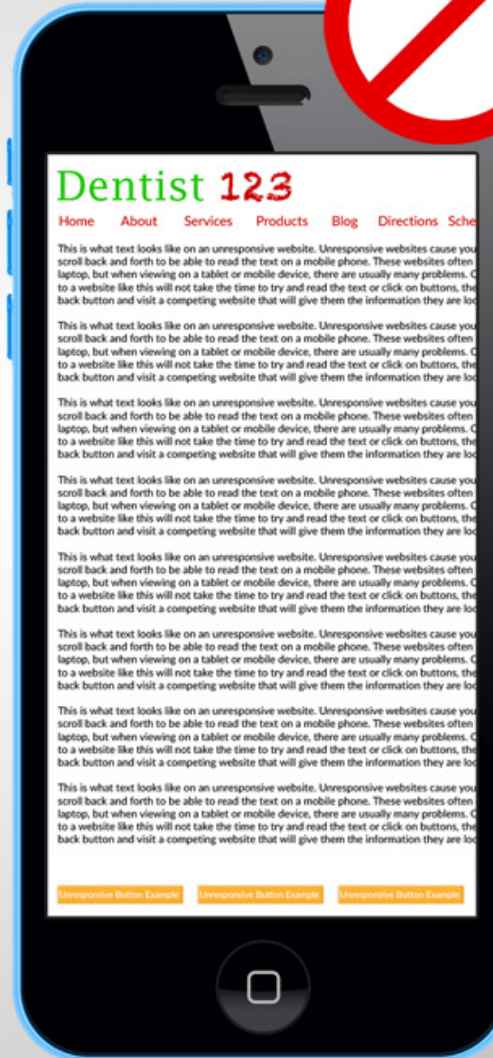 Dentist 123
Home About Services Products Blog Directions Sche
This is what text looks like on an unresponsive website. Unresponsive websites cause you
scroll back and forth to be able to read the text on a mobile phone. These websites often
laptop, but when viewing on a tablet or mobile device, there are usually many problems.
to a website like this will not take the time to try and read the text or click on buttons, the
back button and visit a competing website that will give them the information they are
This is what text looks like on an unresponsive website. Unresponsive websites cause you
scroll back and forth to be able to read the text on a mobile phone. These websites often
laptop, but when viewing on a tablet or mobile device, there are usually many problems.
to a website like this will not take the time to try and read the text or click on buttons, the
back button and visit a competing website that will give them the information they are
This is what text looks like on an unresponsive website. Unresponsive websites cause you
scroll back and forth to be able to read the text on a mobile phone. These websites often
laptop, but when viewing on a tablet or mobile device, there are usually many problems.
to a website like this will not take the time to try and read the text or click on buttons, the
back button and visit a competing website that will give them the information they are
This is what text looks like on an unresponsive website. Unresponsive websites cause you
scroll back and forth to be able to read the text on a mobile phone. These websites often
laptop, but when viewing on a tablet or mobile device, there are usually many problems.
to a website like this will not take the time to try and read the text or click on buttons, the
back button and visit a competing website that will give them the information they are
This is what text looks like on an unresponsive website. Unresponsive websites cause you
scroll back and forth to be able to read the text on a mobile phone. These websites often
laptop, but when viewing on a tablet or mobile device, there are usually many problems.
to a website like this will not take the time to try and read the text or click on buttons, the
back button and visit a competing website that will give them the information they are
This is what text looks like on an unresponsive website. Unresponsive websites cause you
scroll back and forth to be able to read the text on a mobile phone. These websites often
laptop, but when viewing on a tablet or mobile device, there are usually many problems.
to a website like this will not take the time to try and read the text or click on buttons, the
back button and visit a competing website that will give them the information they are
This is what text looks like on an unresponsive website. Unresponsive websites cause you
scroll back and forth to be able to read the text on a mobile phone. These websites often
laptop, but when viewing on a tablet or mobile device, there are usually many problems.
to a website like this will not take the time to try and read the text or click on buttons, the
back button and visit a competing website that will give them the information they are
This is what text looks like on an unresponsive website. Unresponsive websites cause you
scroll back and forth to be able to read the text on a mobile phone. These websites often
laptop, but when viewing on a tablet or mobile device, there are usually many problems.
to a website like this will not take the time to try and read the text or click on buttons, the
back button and visit a competing website that will give them the information they are
Unresponsive Button Example Unresponsive Button Example Unresponsive Button Example